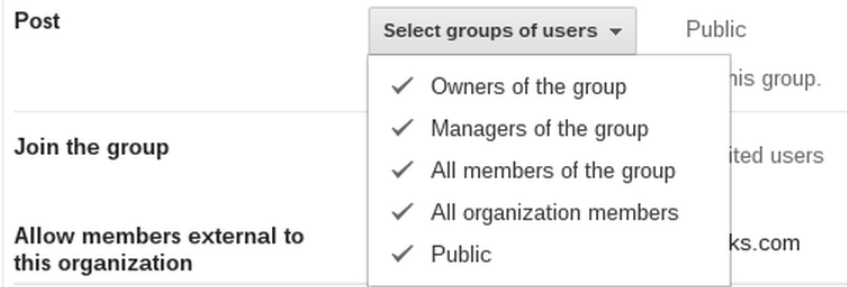 Post
Select groups of users
Public
Owners of the group
his group.
Managers of the group
Join the group
ited users
All members of the group
All organization members
Allow members external to
this organization
ks.com
Public